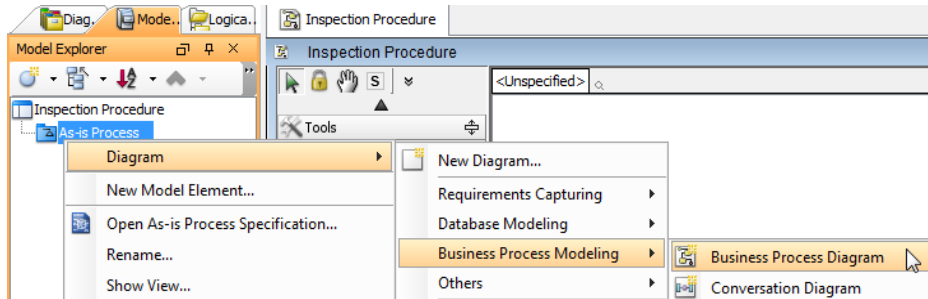 Diag.
Mode..
Logica.
Inspection Procedure
Model Explorer
Inspection Procedure
S
<Unspecified>
Inspection Procedure
As-is Process
Tools
Diagram
New Diagram...
New Model Element...
Requirements Capturing
Open As-is Process Specification...
Database Modeling
Rename...
Business Process Modeling
Business Process Diagram
Show View...
Others
Conversation Diagram